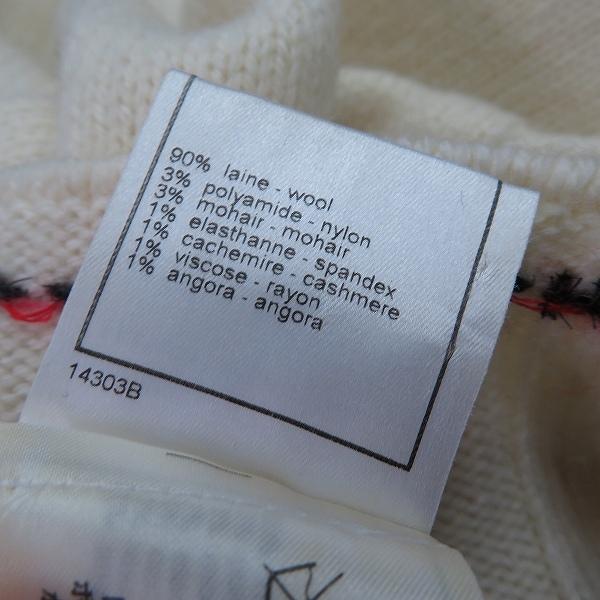 90% laine - wool
3% polyamide - nylon
3% mohair - mohair
1% elasthanne - spandex
1% cachemire - cashmere
1% viscose - rayon
1% angora - angora
14303B